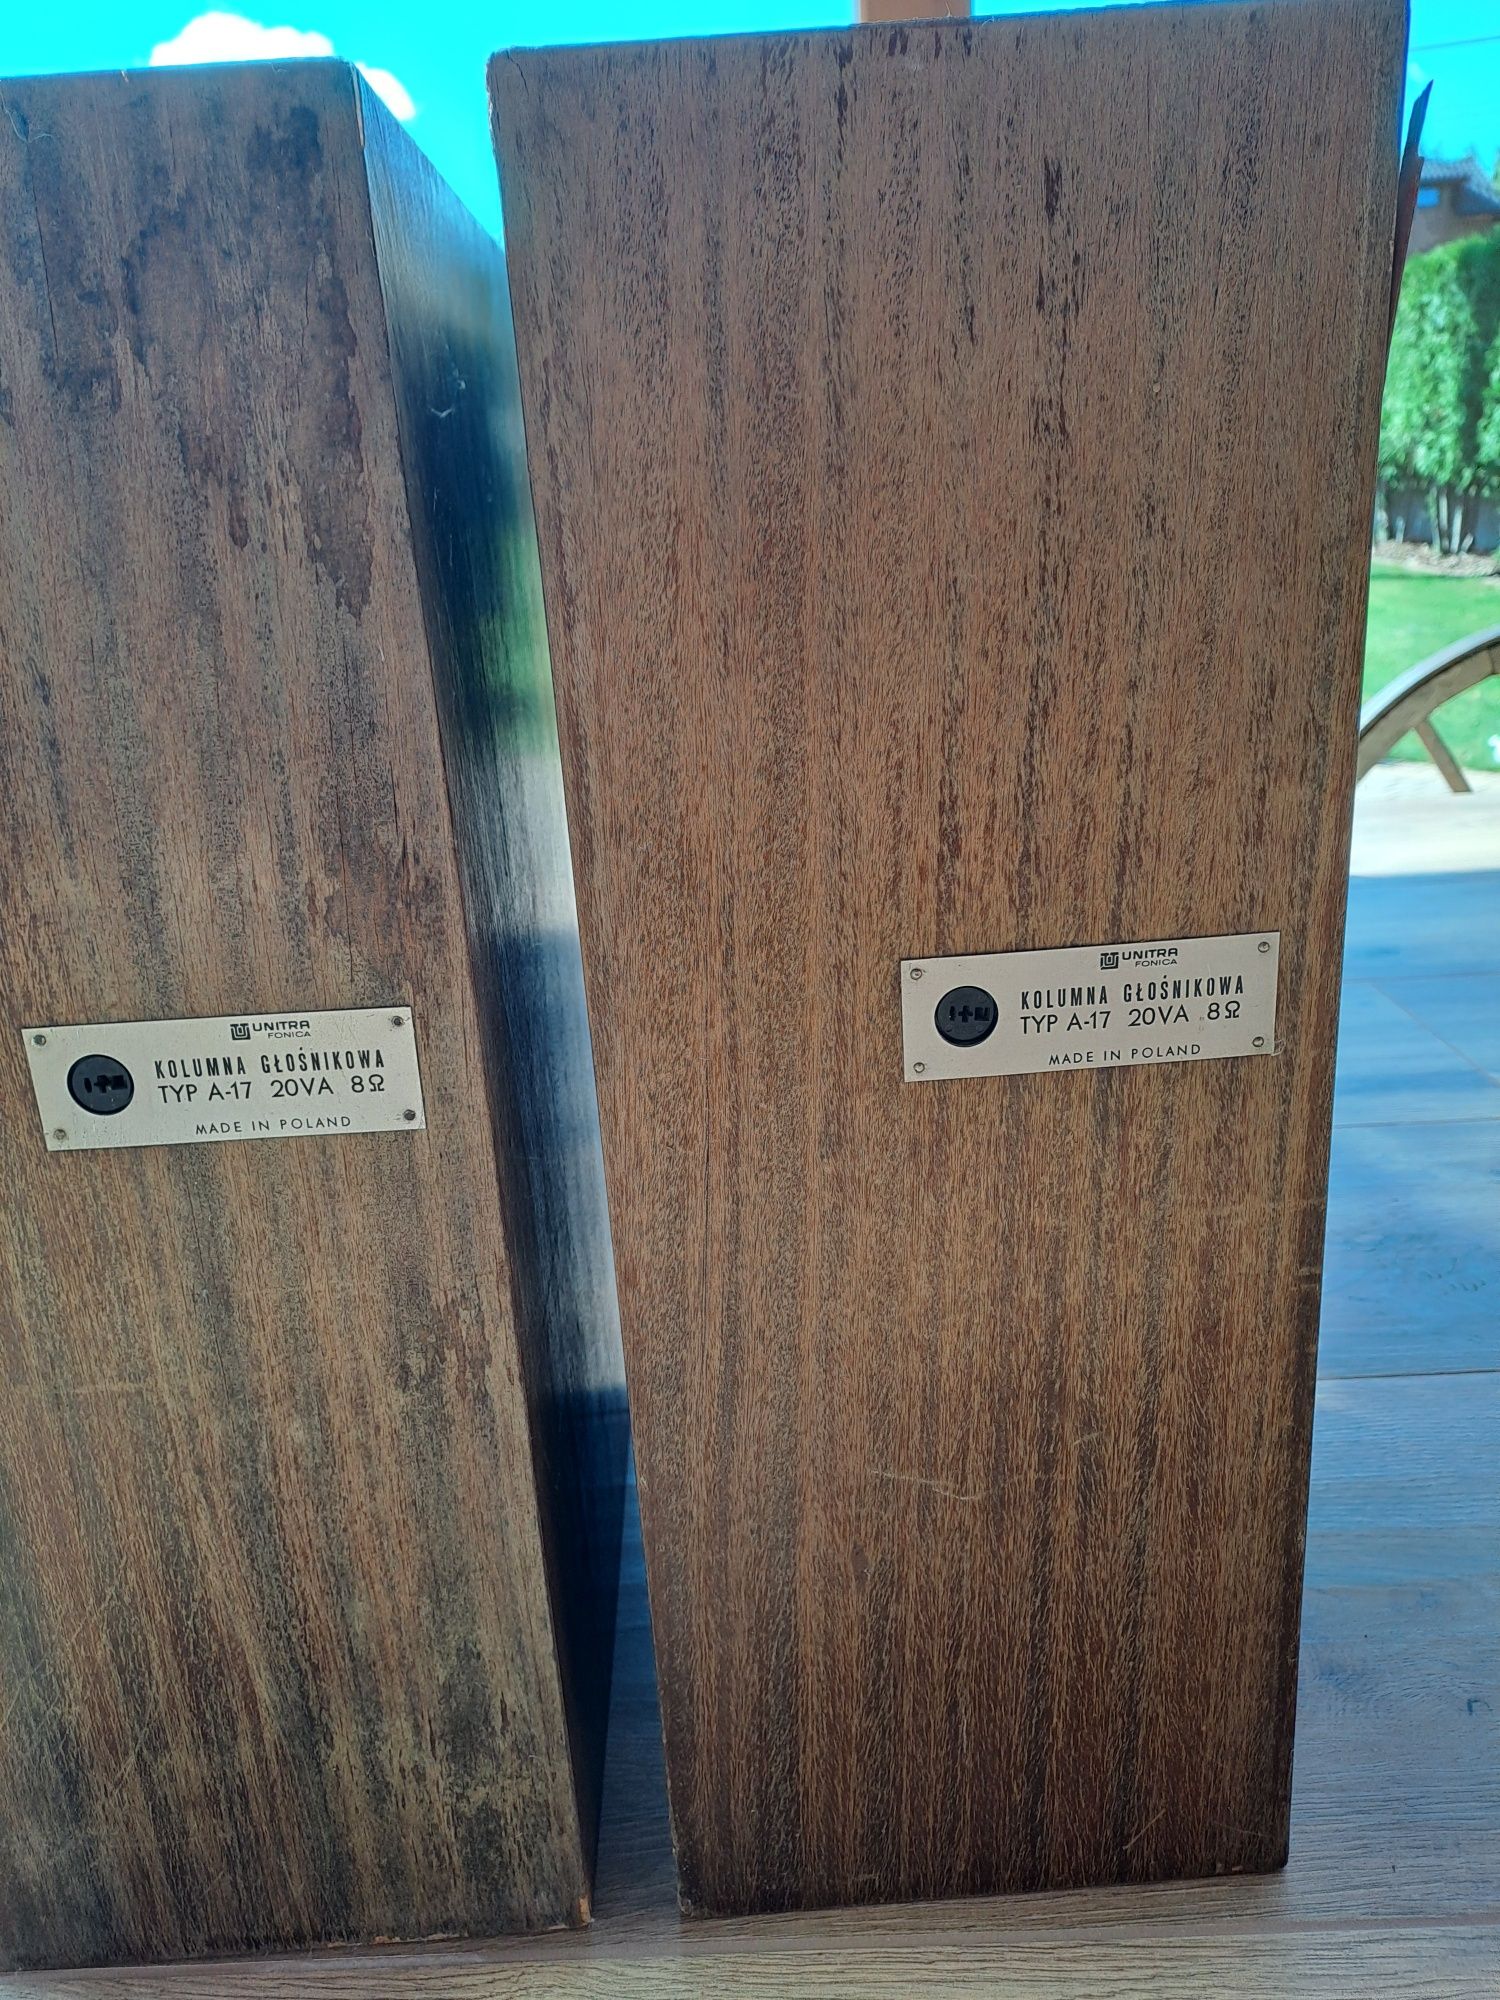 UNITRA
FONICA
KOLUMNA GŁOŚNIKOWA
TYP A-17 20VA 8Ω
MADE IN POLAND
UNITRA
FONICA
KOLUMNA GŁOŚNIKOWA
TYP A-17 20VA 8Ω
MADE IN POLAND